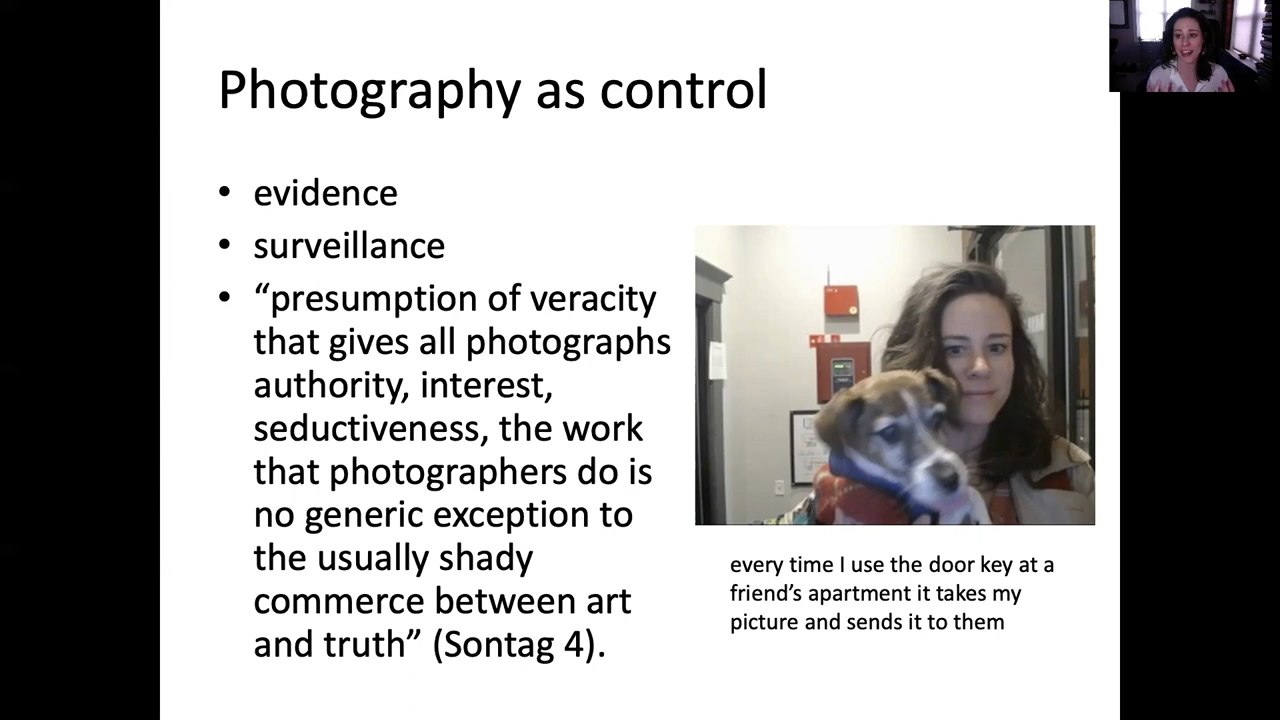 Photography as control
• evidence
• surveillance
• “presumption of veracity
that gives all photographs
authority, interest,
seductiveness, the work
that photographers do is
no generic exception to
the usually shady
commerce between art
and truth” (Sontag 4).
every time I use the door key at a
friend’s apartment it takes my
picture and sends it to them